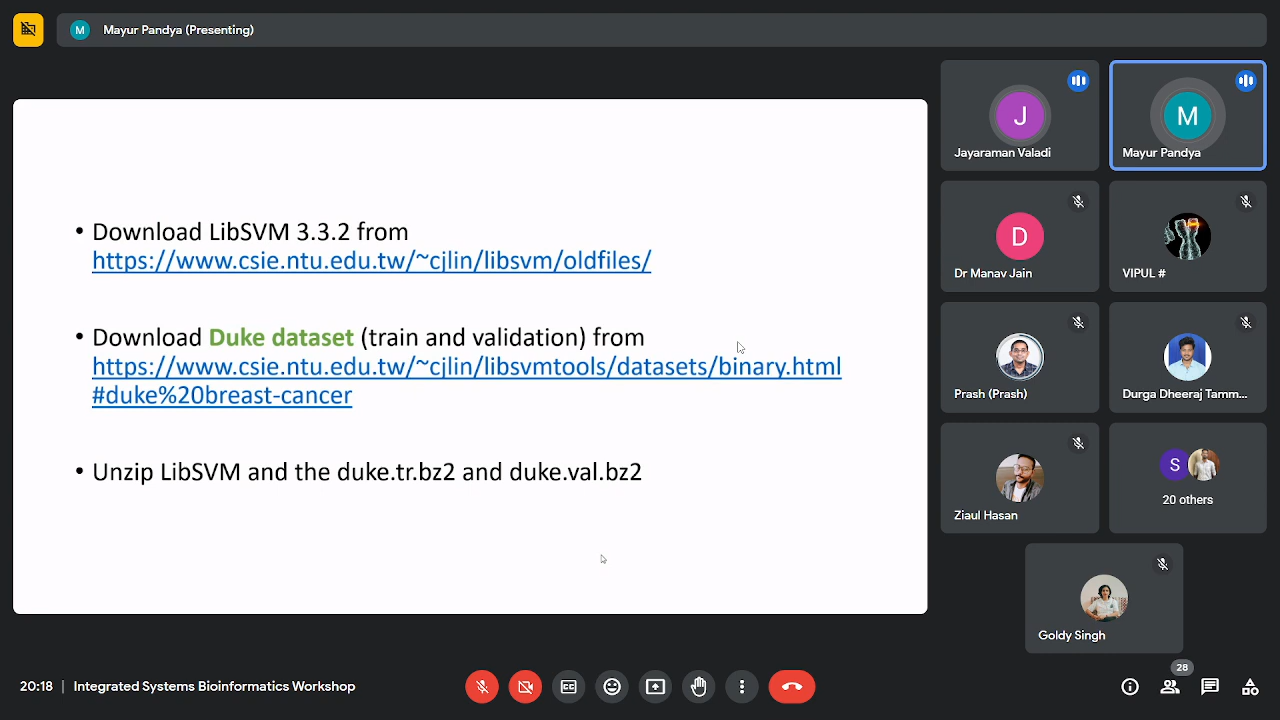 M Mayur Pandya (Presenting)
• Download LibSVM 3.3.2 from
https://www.csie.ntu.edu.tw/~cjlin/libsvm/oldfiles/
• Download Duke dataset (train and validation) from
https://www.csie.ntu.edu.tw/~cjlin/libsvmtools/datasets/binary.html
#duke%20breast-cancer
• Unzip LibSVM and the duke.tr.bz2 and duke.val.bz2
J
Jayaraman Valadi
M
Mayur Pandya
D
Dr Manav Jain
VIPUL #
Prash (Prash)
Durga Dheeraj Tamm...
Ziaul Hasan
S
20 others
Goldy Singh
20:18 | Integrated Systems Bioinformatics Workshop
CC
28